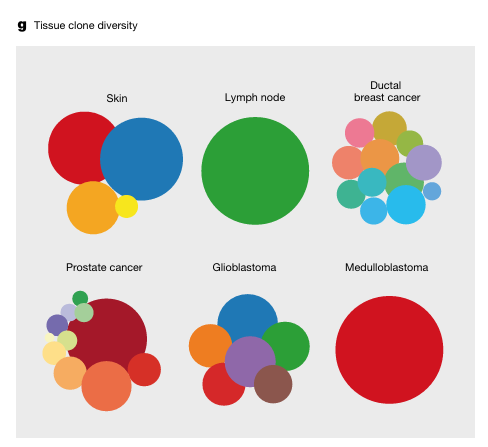 g Tissue clone diversity
Skin
Lymph node
Ductal
breast cancer
Prostate cancer
Glioblastoma
Medulloblastoma